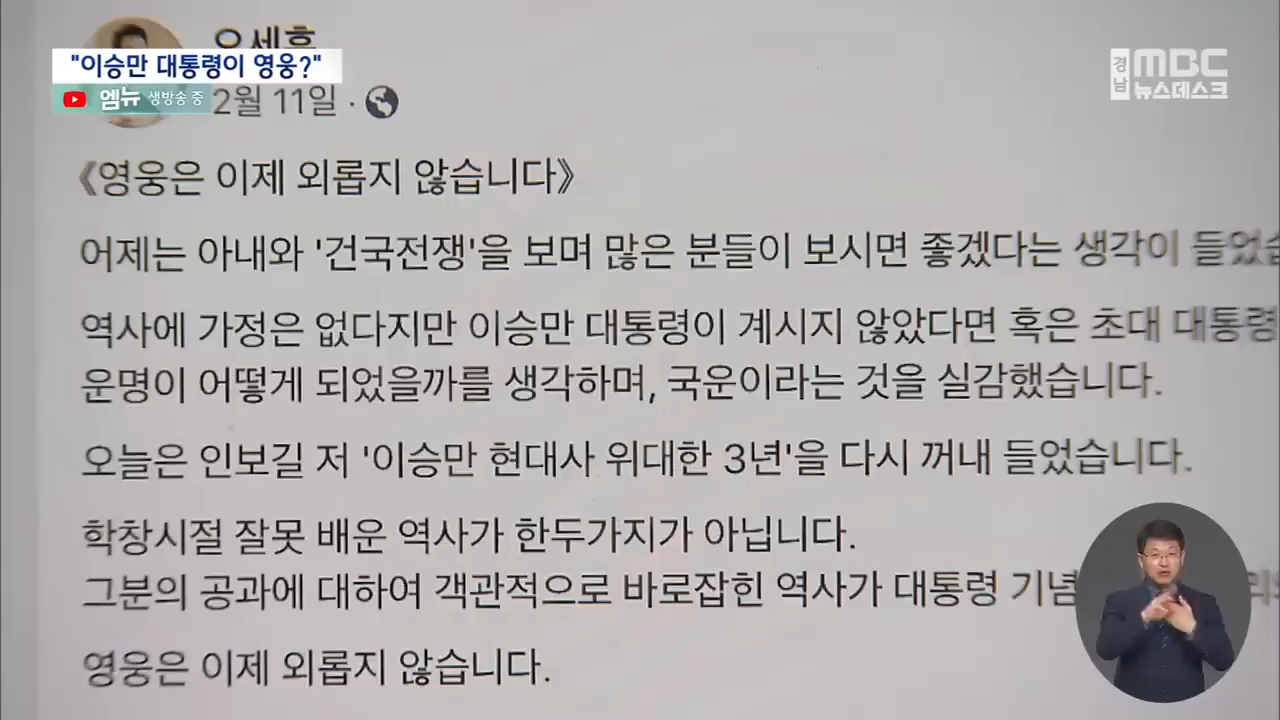 오세훈
"이승만 대통령이 영웅?"
엠뉴 생방송 중
2월 11일 ·
경남 MBC
뉴스데스크
《영웅은 이제 외롭지 않습니다》
어제는 아내와 '건국전쟁'을 보며 많은 분들이 보시면 좋겠다는 생각이 들었습
역사에 가정은 없다지만 이승만 대통령이 계시지 않았다면 혹은 초대 대통령
운명이 어떻게 되었을까를 생각하며, 국운이라는 것을 실감했습니다.
오늘은 인보길 저 '이승만 현대사 위대한 3년'을 다시 꺼내 들었습니다.
학창시절 잘못 배운 역사가 한두가지가 아닙니다.
그분의 공과에 대하여 객관적으로 바로잡힌 역사가 대통령 기념
영웅은 이제 외롭지 않습니다.